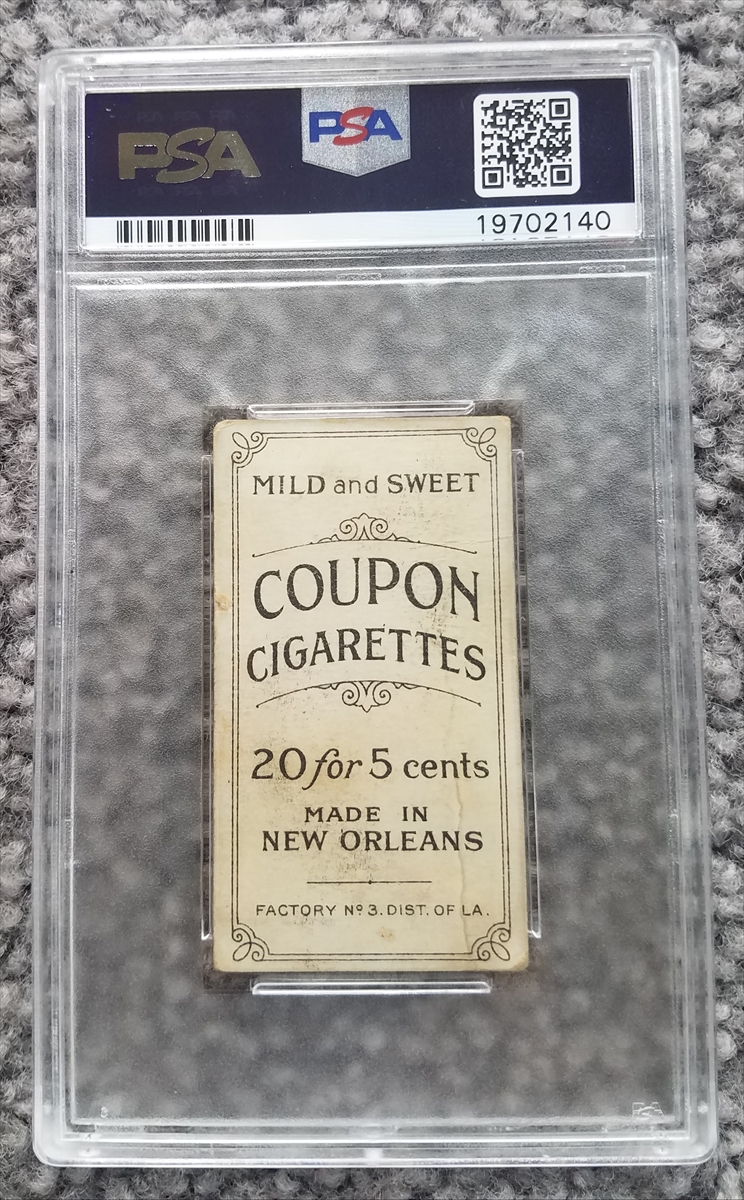 PSA
PSA
19702140
MILD and SWEET
COUPON
CIGARETTES
20 for 5 cents
MADE IN
NEW ORLEANS
FACTORY Nº 3. DIST. OF LA.
PSA